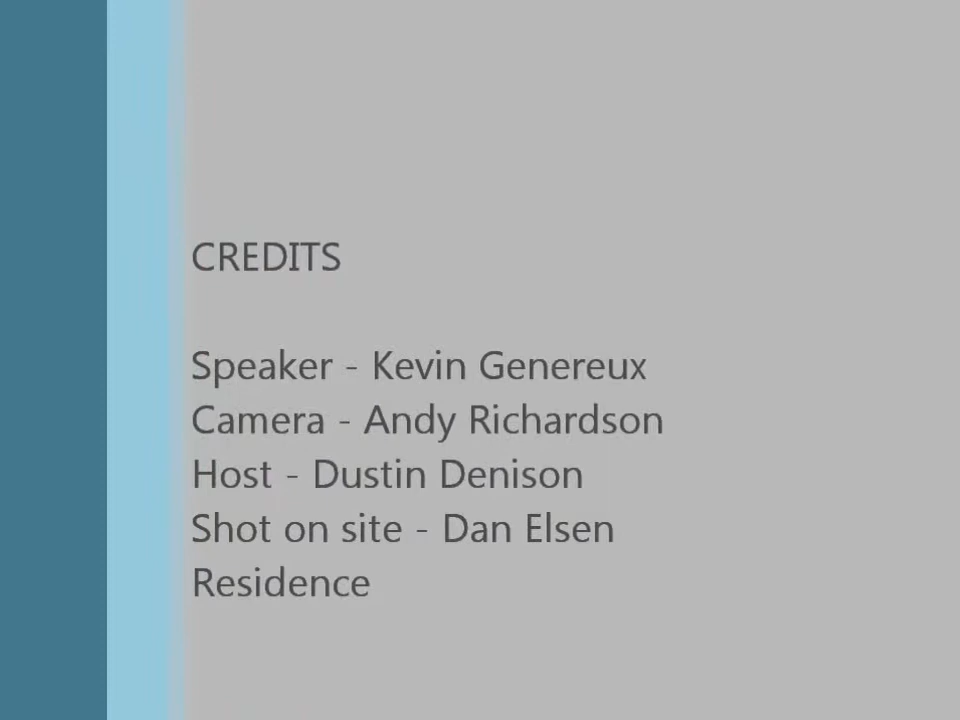 CREDITS
Speaker - Kevin Genereux
Camera - Andy Richardson
Host - Dustin Denison
Shot on site - Dan Elsen
Residence